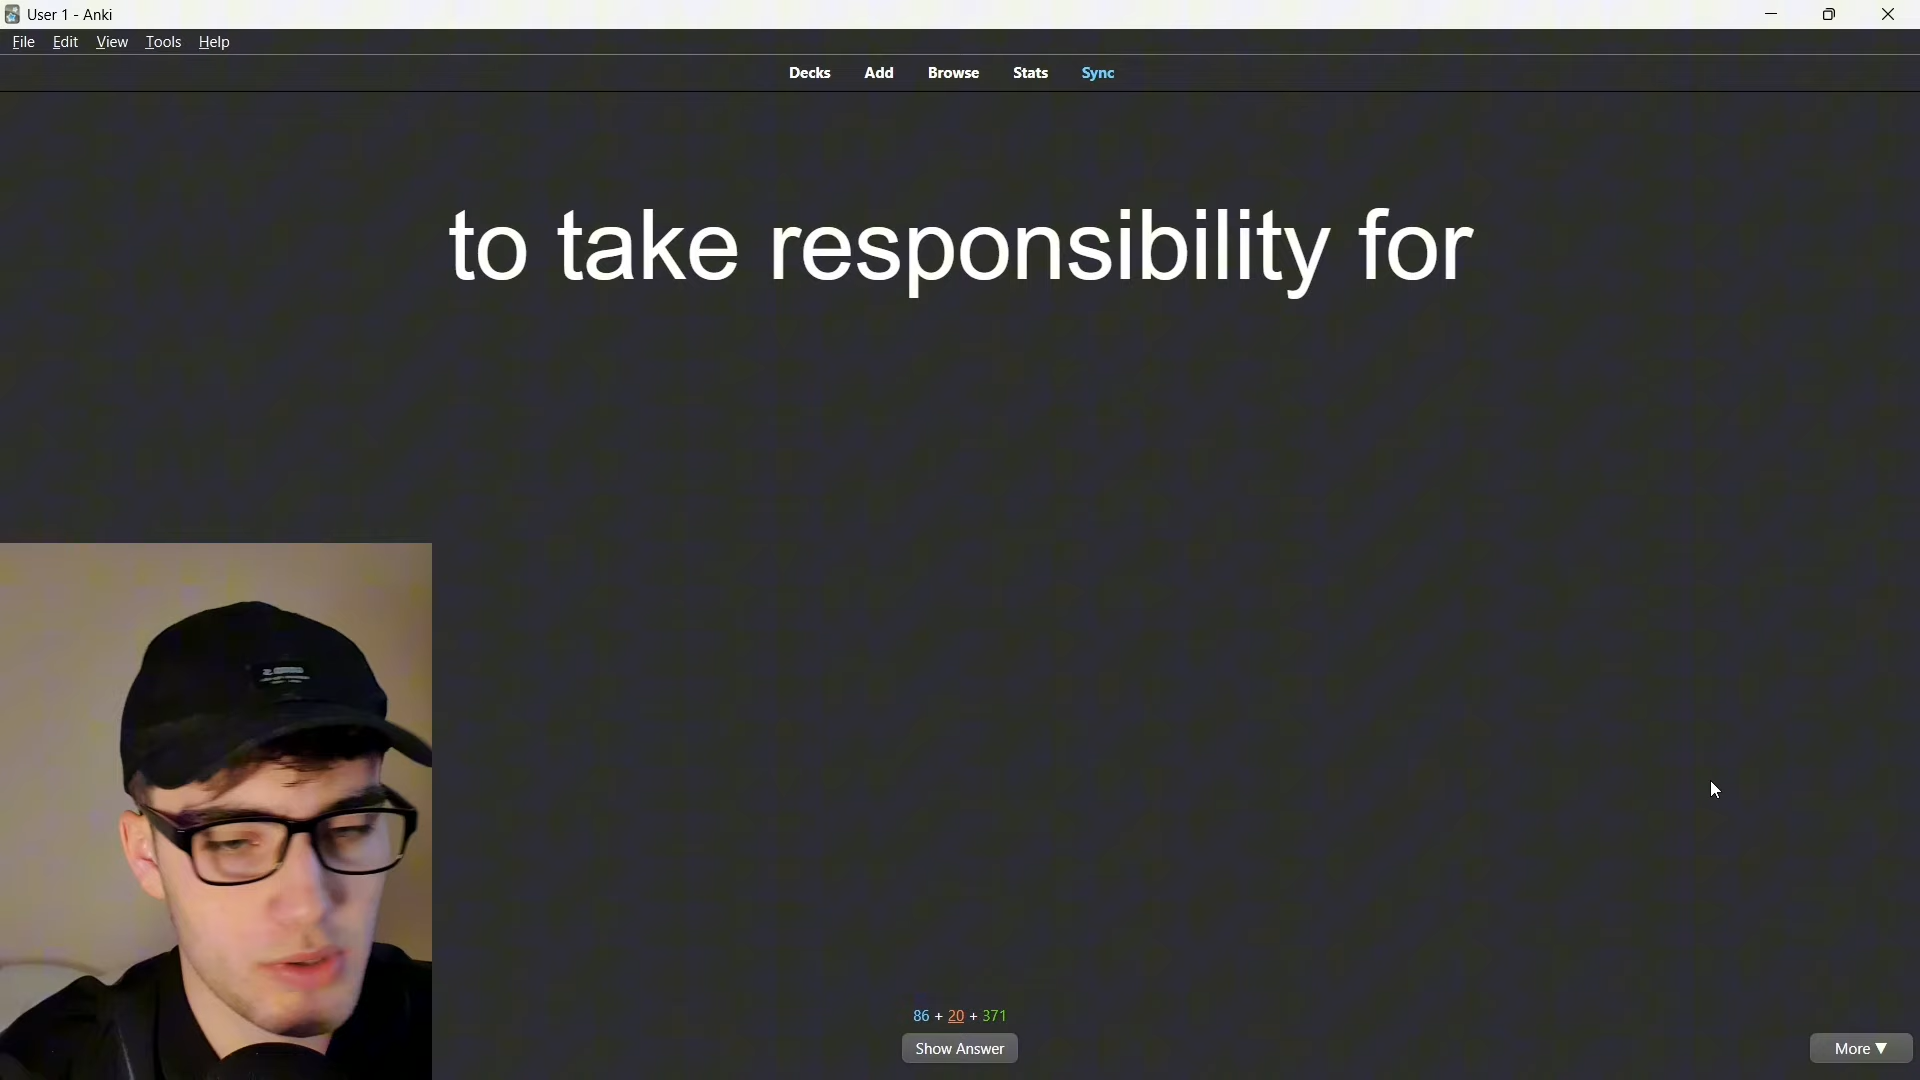 User 1 - Anki
File Edit View Tools Help
Decks Add Browse Stats Sync
to take responsibility for
86 + 20 + 371
Show Answer
More ▼